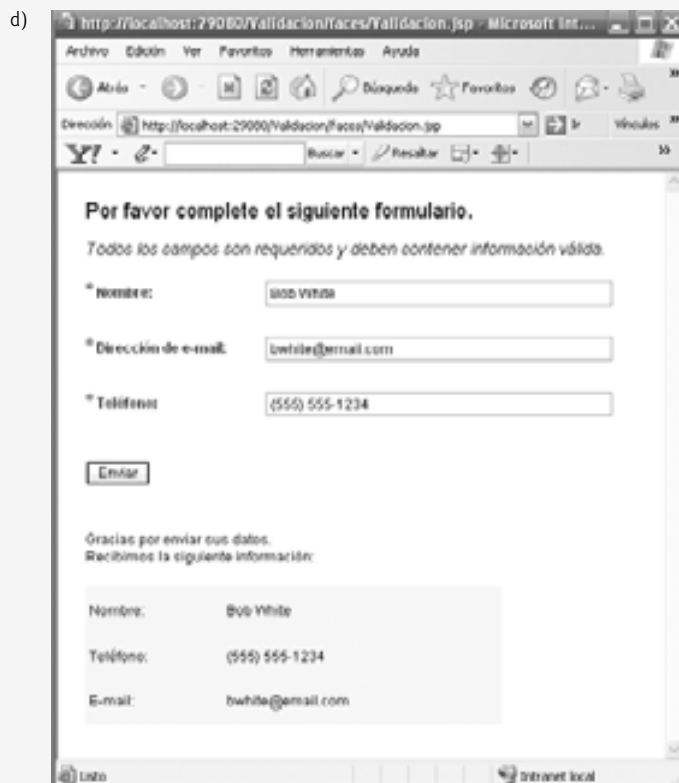 d)
http://localhost:29080/Validacion/faces/Validacion.jsp - Microsoft Int...
Archivo Edición Ver Favoritos Herramientas Ayuda
Atrás Búsqueda Favoritos
Dirección http://localhost:29080/Validacion/faces/Validacion.jsp Ir Vínculos
Y! Buscar Resaltar
Por favor complete el siguiente formulario.
Todos los campos son requeridos y deben contener información válida.
* Nombre: Bob White
* Dirección de e-mail: bwhite@email.com
* Teléfono: (555) 555-1234
Enviar
Gracias por enviar sus datos.
Recibimos la siguiente información:
Nombre: Bob White
Teléfono: (555) 555-1234
E-mail: bwhite@email.com
Listo Intranet local